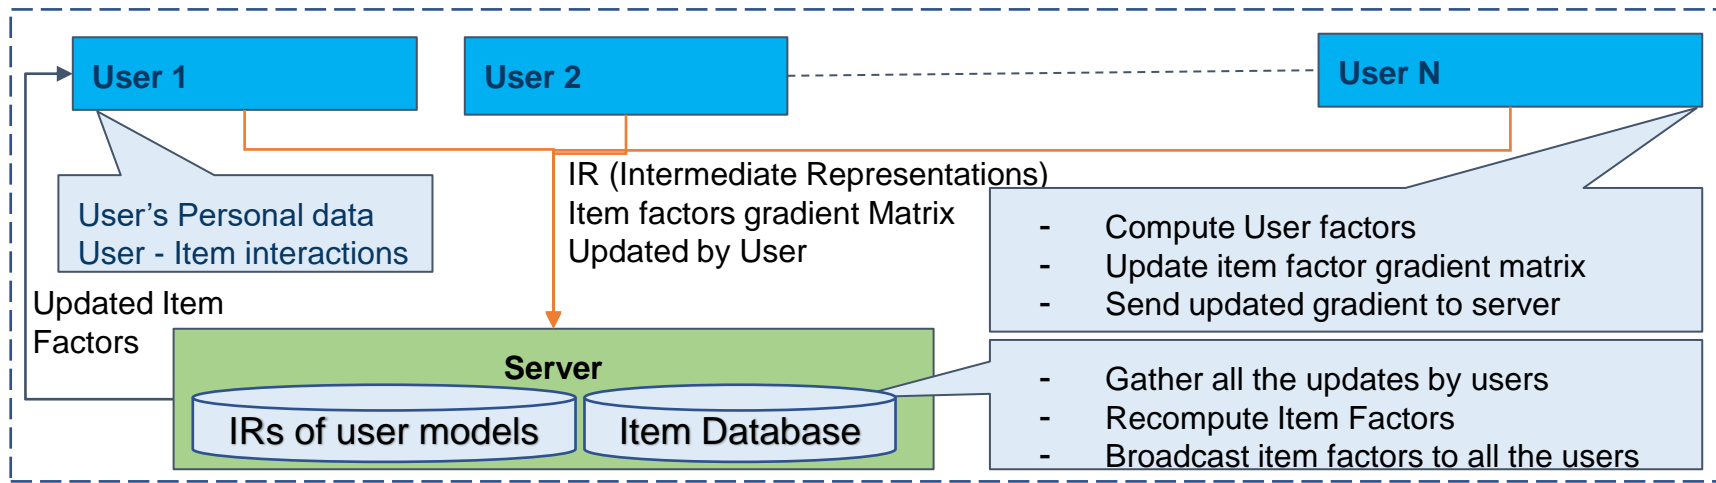 User 1
User 2
User N
User's Personal data
User - Item interactions
IR (Intermediate Representations)
Item factors gradient Matrix
Updated by User
- Compute User factors
- Update item factor gradient matrix
- Send updated gradient to server
Updated Item
Factors
Server
IRs of user models
Item Database
- Gather all the updates by users
- Recompute Item Factors
- Broadcast item factors to all the users